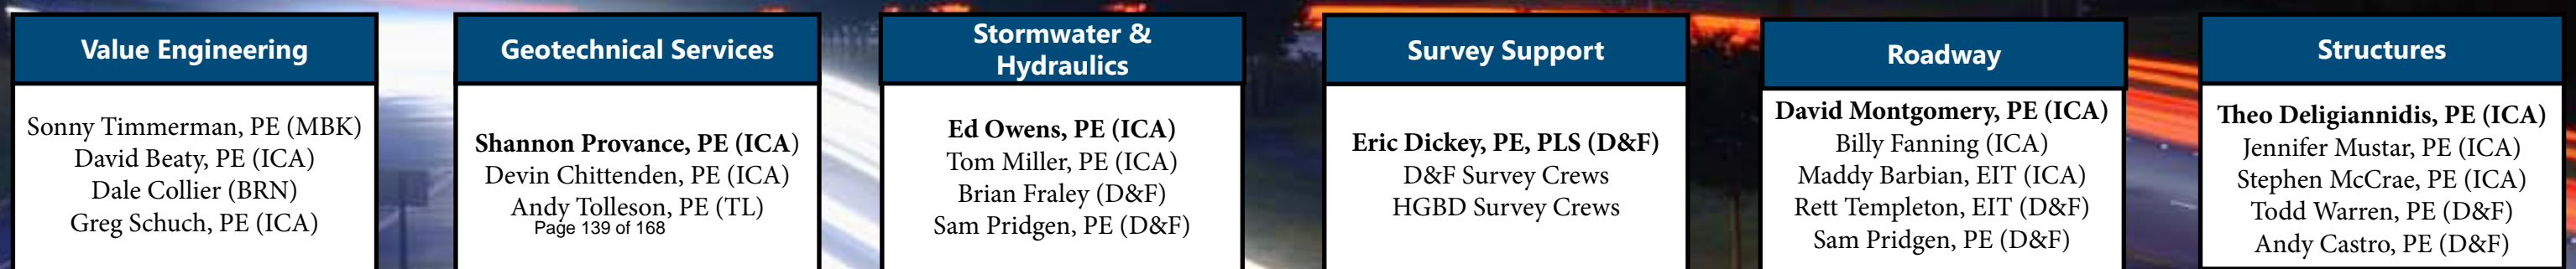 Value Engineering
Sonny Timmerman, PE (MBK)
David Beaty, PE (ICA)
Dale Collier (BRN)
Greg Schuch, PE (ICA)
Geotechnical Services
Shannon Provance, PE (ICA)
Devin Chittenden, PE (ICA)
Andy Tolleson, PE (TL)
Page 139 of 168
Stormwater &
Hydraulics
Ed Owens, PE (ICA)
Tom Miller, PE (ICA)
Brian Fraley (D&F)
Sam Pridgen, PE (D&F)
Survey Support
Eric Dickey, PE, PLS (D&F)
D&F Survey Crews
HGBD Survey Crews
Roadway
David Montgomery, PE (ICA)
Billy Fanning (ICA)
Maddy Barbian, EIT (ICA)
Rett Templeton, EIT (D&F)
Sam Pridgen, PE (D&F)
Structures
Theo Deligiannidis, PE (ICA)
Jennifer Mustar, PE (ICA)
Stephen McCrae, PE (ICA)
Todd Warren, PE (D&F)
Andy Castro, PE (D&F)